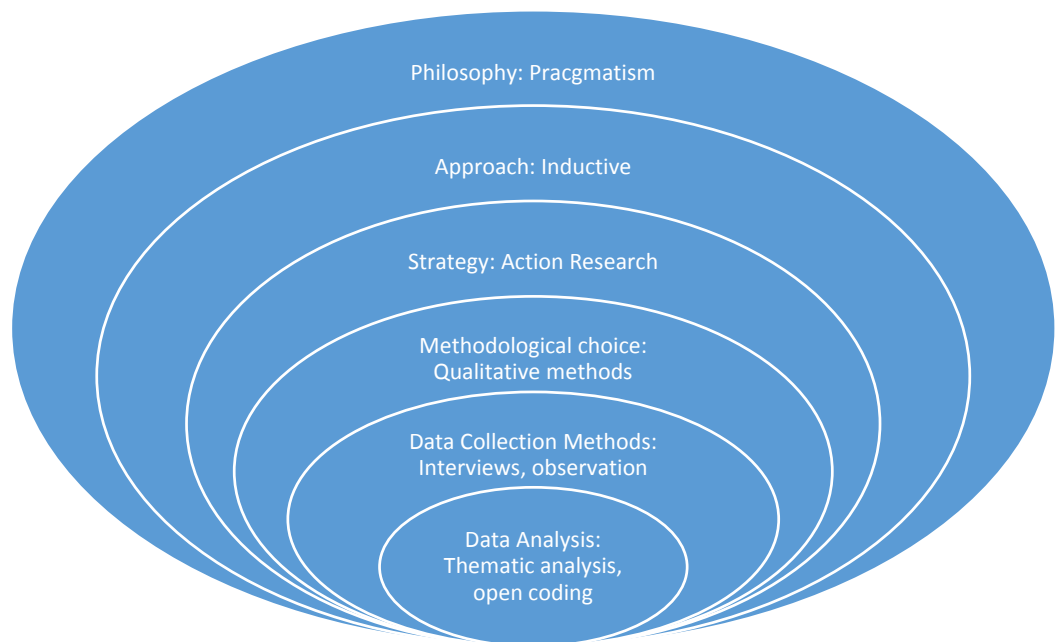 Philosophy: Pracgmatism
Approach: Inductive
Strategy: Action Research
Methodological choice:
Qualitative methods
Data Collection Methods:
Interviews, observation
Data Analysis:
Thematic analysis,
open coding